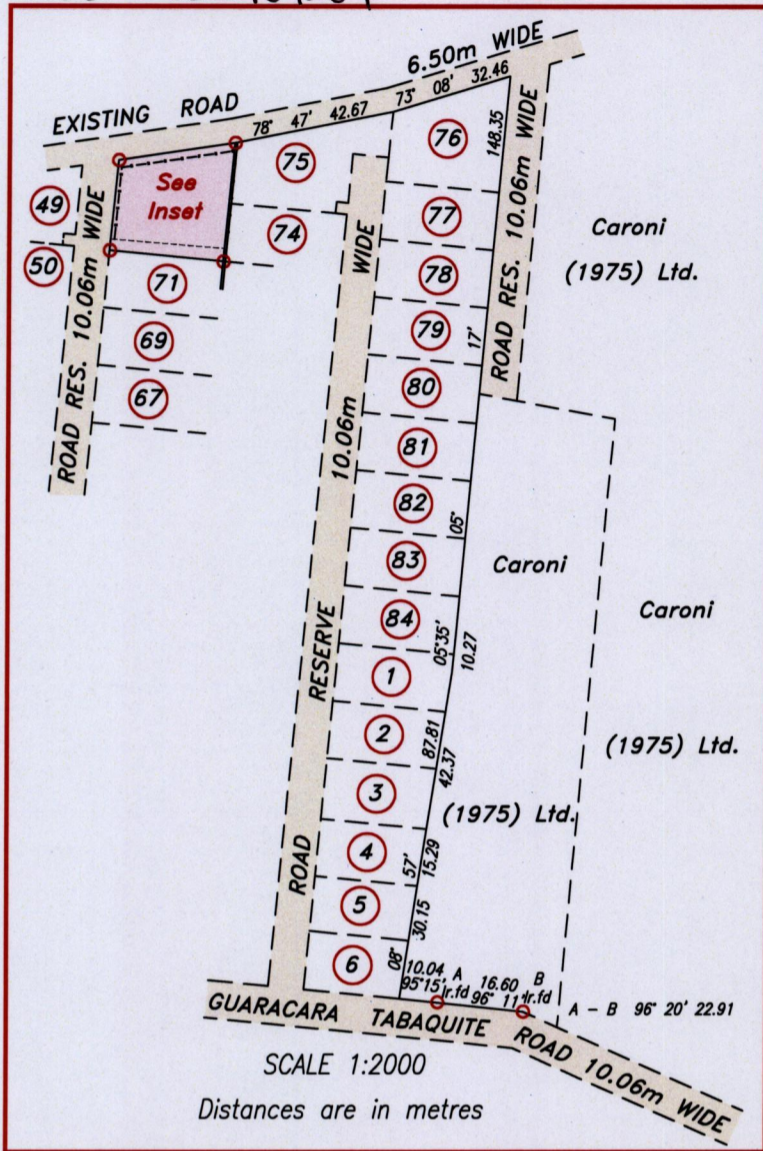 6.50m WIDE
EXISTING ROAD
78° 47' 42.67 73° 08' 32.46
148.35
49
See
Inset
75
76
50
74
77
Caroni
(1975) Ltd.
71
78
69
79
17'
67
80
ROAD RES. 10.06m WIDE
ROAD RES. 10.06m WIDE
ROAD RESERVE 10.06m WIDE
81
82
05°
83
Caroni
84
Caroni
05°35'
10.27
1
2
87.81
42.37
(1975) Ltd.
3
(1975) Ltd.
4
57'
15.29
5
30.15
6
08°
10.04 A 16.60 B
95°15' Ir.fd 96° 11' Ir.fd
A - B 96° 20' 22.91
GUARACARA TABAQUITE ROAD 10.06m WIDE
SCALE 1:2000
Distances are in metres